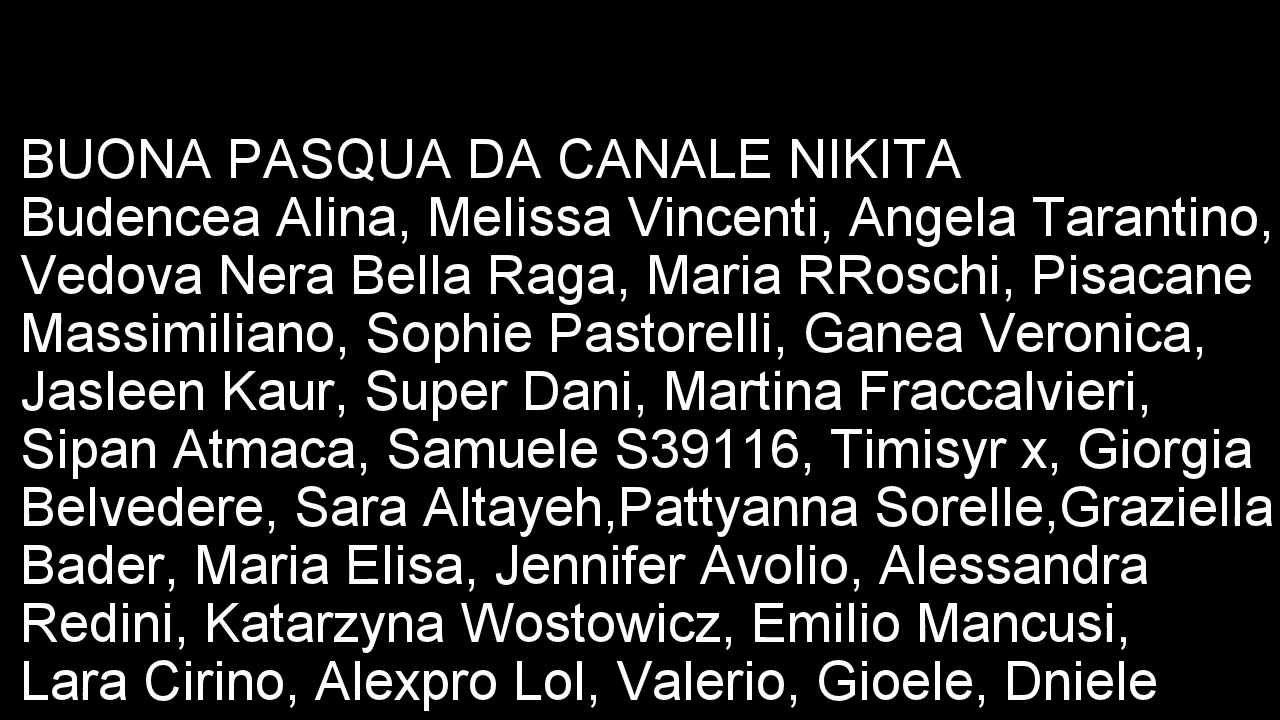 BUONA PASQUA DA CANALE NIKITA
Budencea Alina, Melissa Vincenti, Angela Tarantino,
Vedova Nera Bella Raga, Maria RRoschi, Pisacane
Massimiliano, Sophie Pastorelli, Ganea Veronica,
Jasleen Kaur, Super Dani, Martina Fraccalvieri,
Sipan Atmaca, Samuele S39116, Timisyr x, Giorgia
Belvedere, Sara Altayeh,Pattyanna Sorelle,Graziella
Bader, Maria Elisa, Jennifer Avolio, Alessandra
Redini, Katarzyna Wostowicz, Emilio Mancusi,
Lara Cirino, Alexpro Lol, Valerio, Gioele, Dniele